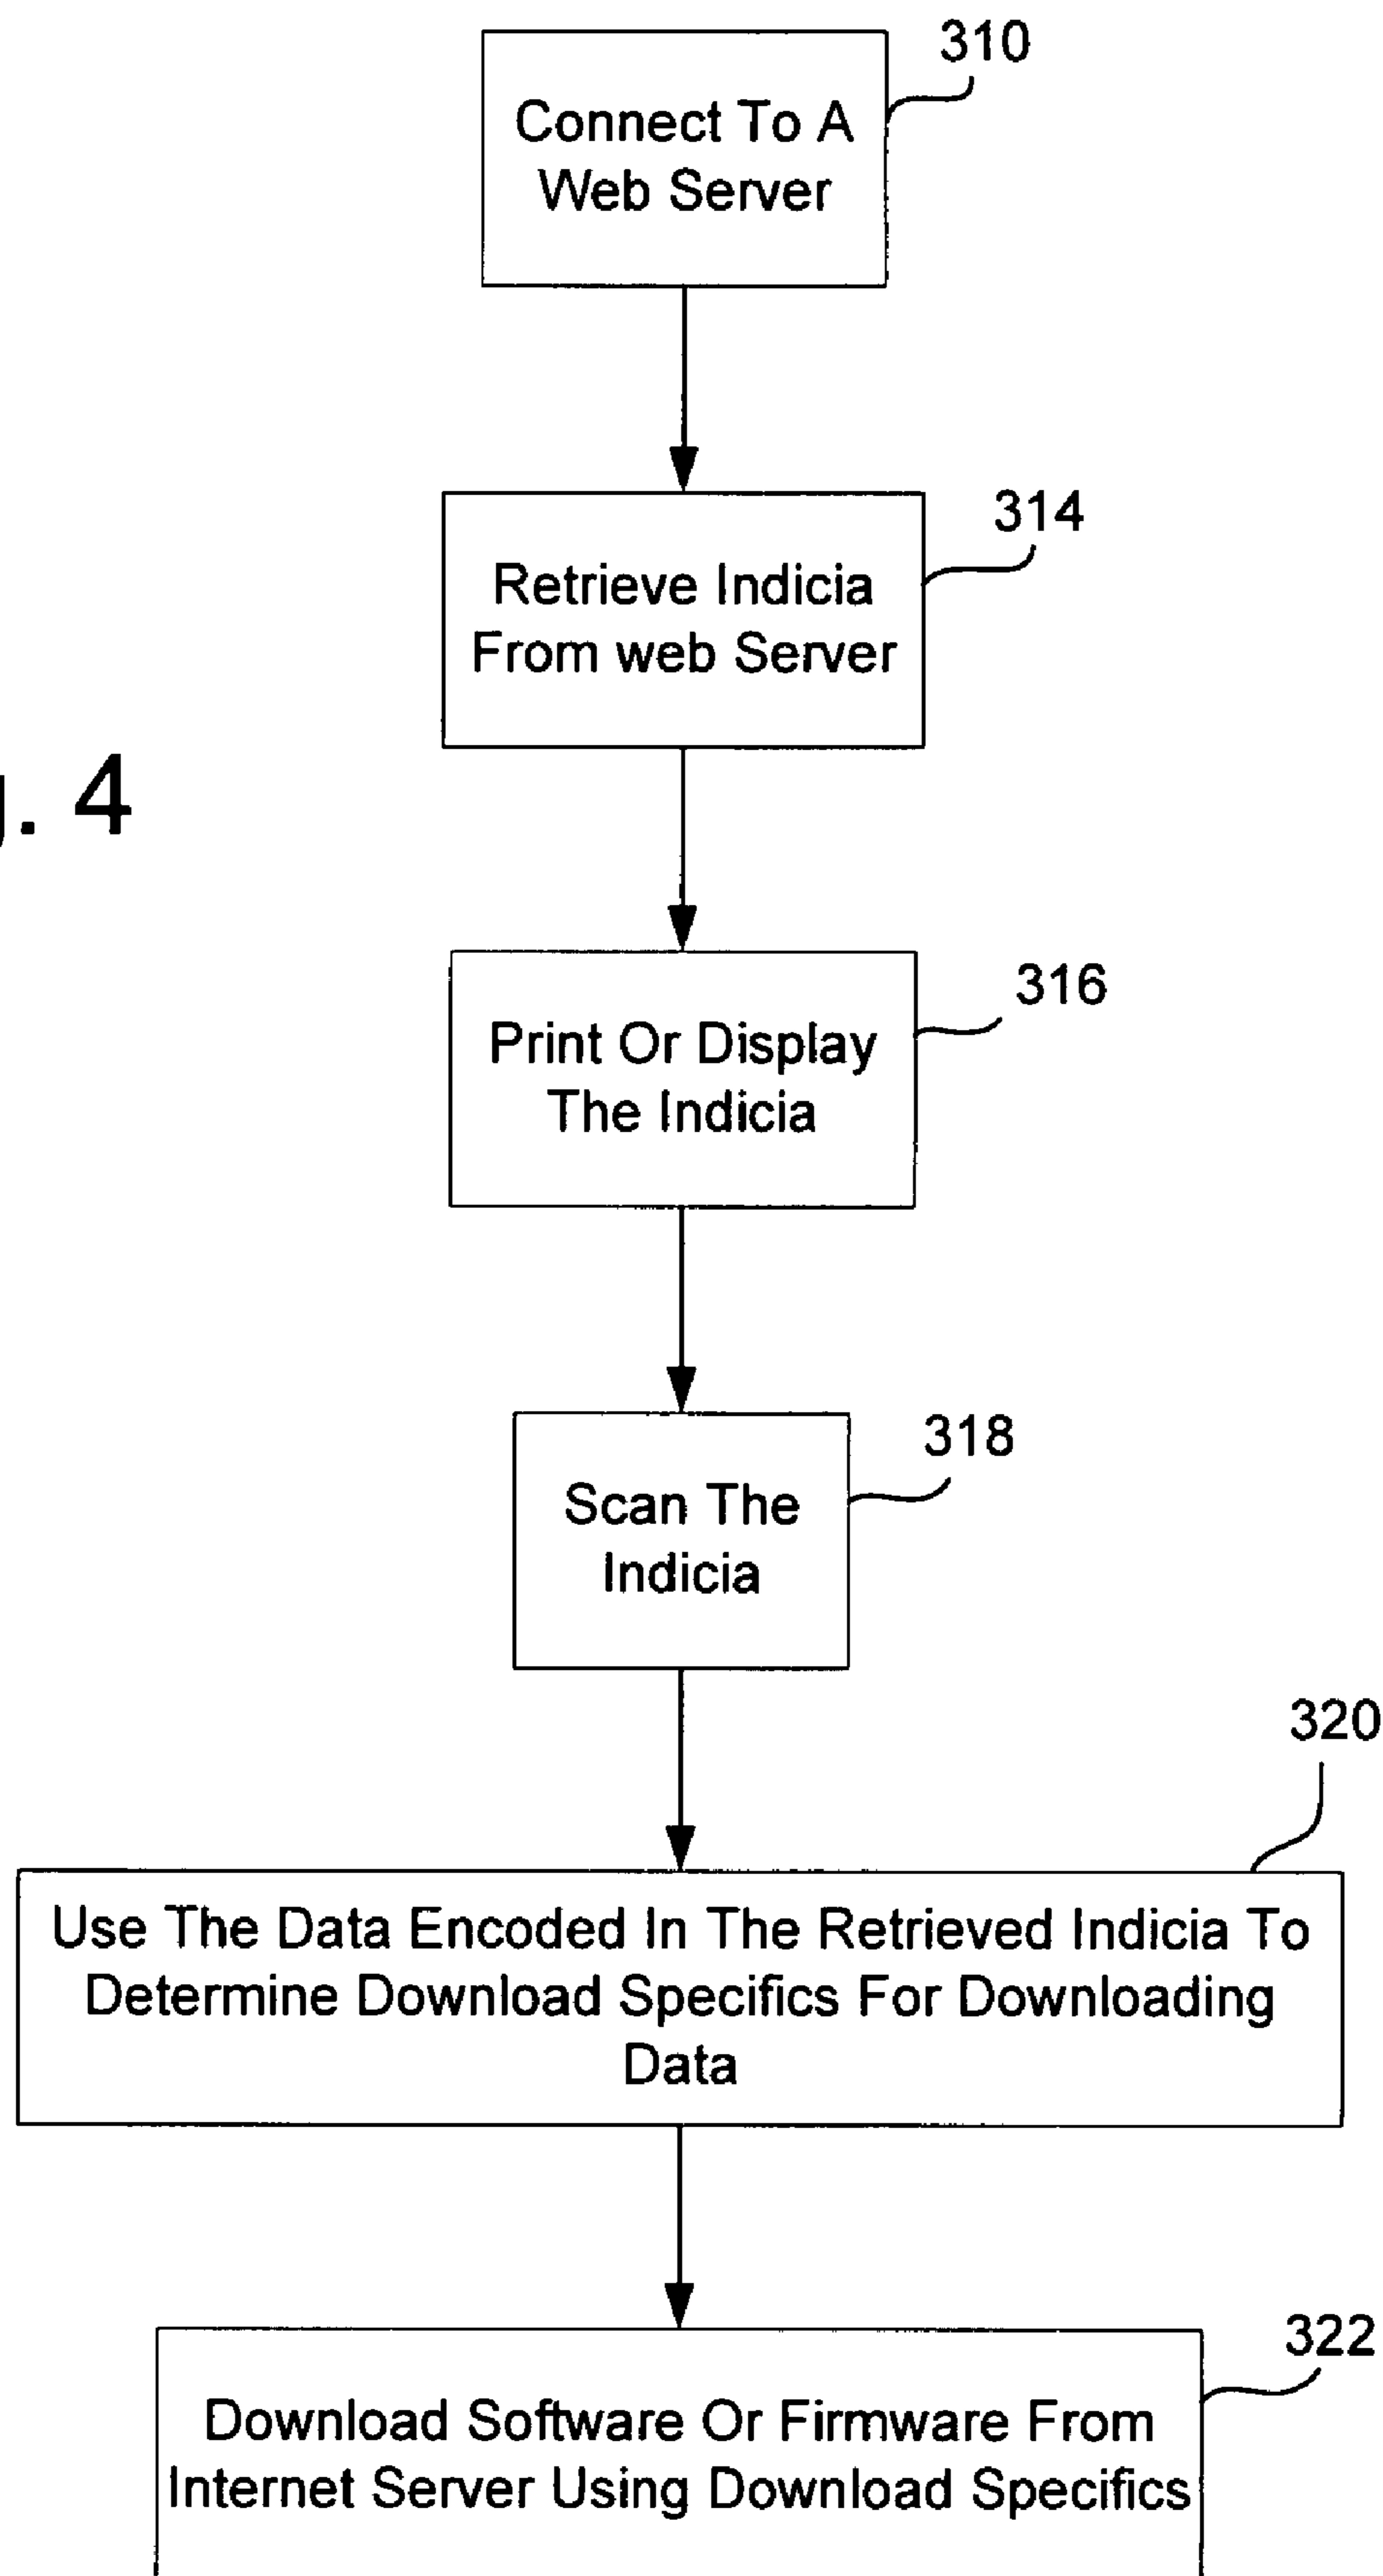 310
Connect To A
Web Server
314
Retrieve Indicia
From web Server
. 4
316
Print Or Display
The Indicia
318
Scan The
Indicia
320
Use The Data Encoded In The Retrieved Indicia To
Determine Download Specifics For Downloading
Data
322
Download Software Or Firmware From
Internet Server Using Download Specifics